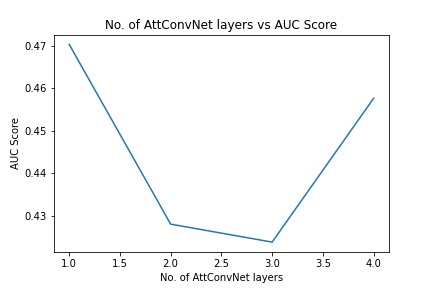 No. of AttConvNet layers vs AUC Score
0.47
0.46
0.45
0.44
0.43
AUC Score
1.0 1.5 2.0 2.5 3.0 3.5 4.0
No. of AttConvNet layers